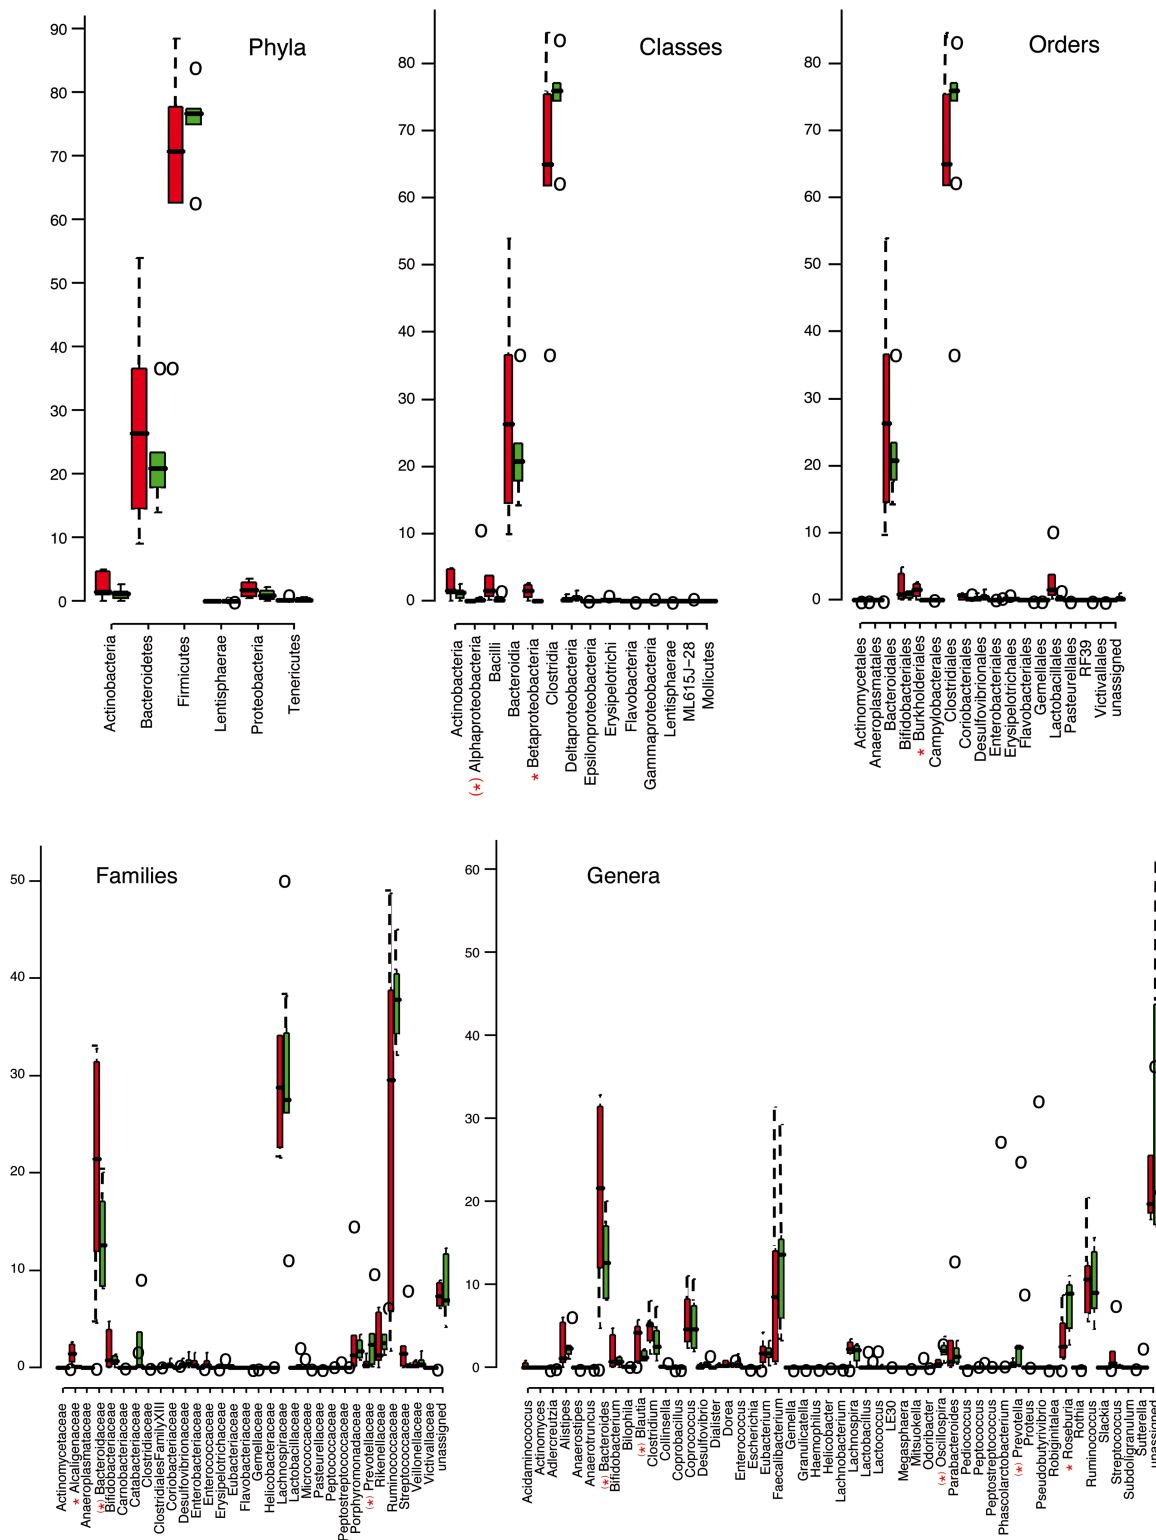 Phyla
90
80
70
60
50
40
30
20
10
0
Actinobacteria
Bacteroidetes
Firmicutes
Lentisphaerae
Proteobacteria
Tenericutes
Classes
80
70
60
50
40
30
20
10
0
Actinobacteria
(*) Alphaproteobacteria
Bacilli
Bacteroidia
* Betaproteobacteria
Clostridia
Deltaproteobacteria
Epsilonproteobacteria
Erysipelotrichi
Flavobacteria
Gammaproteobacteria
Lentisphaerae
ML615J-28
Mollicutes
Orders
80
70
60
50
40
30
20
10
0
Actinomycetales
Anaeroplasmatales
Bacteroidales
Bifidobacteriales
* Burkholderiales
Campylobacterales
Clostridiales
Coriobacteriales
Desulfovibrionales
Enterobacteriales
Erysipelotrichales
Flavobacteriales
Gemellales
Lactobacillales
Pasteurellales
RF39
Victivallales
unassigned
Families
50
40
30
20
10
0
Actinomycetaceae
* Alcaligenaceae
Anaeroplasmataceae
(*) Bacteroidaceae
Bifidobacteriaceae
Carnobacteriaceae
Catabacteriaceae
Clostridiaceae
ClostridialesFamilyXIII
Coriobacteriaceae
Desulfovibrionaceae
Enterobacteriaceae
Enterococcaceae
Erysipelotrichaceae
Eubacteriaceae
Flavobacteriaceae
Gemellaceae
Helicobacteraceae
Lachnospiraceae
Lactobacillaceae
Micrococcaceae
Pasteurellaceae
Peptococcaceae
Peptostreptococcaceae
Porphyromonadaceae
(*) Prevotellaceae
Rikenellaceae
Ruminococcaceae
Streptococcaceae
Veillonellaceae
Victivallaceae
unassigned
Genera
60
50
40
30
20
10
0
Acidaminococcus
Actinomyces
Adlercreutzia
Alistipes
Anaerostipes
Anaerotruncus
(*) Bacteroides
Bifidobacterium
Bilophila
(*) Blautia
Clostridium
Collinsella
Coprobacillus
Coprococcus
Desulfovibrio
Dialister
Dorea
Enterococcus
Escherichia
Eubacterium
Faecalibacterium
Gemella
Granulicatella
Haemophilus
Helicobacter
Lachnobacterium
Lachnospira
Lactobacillus
Lactococcus
LE30
Megasphaera
Mitsuokella
Odoribacter
(*) Oscillospira
Parabacteroides
Pediococcus
Peptococcus
Peptostreptococcus
Phascolarctobacterium
(*) Prevotella
Proteus
Pseudobutyrivibrio
Robiginitalea
* Roseburia
Rothia
Ruminococcus
Slackia
Streptococcus
Subdoligranulum
Sutterella
unassigned